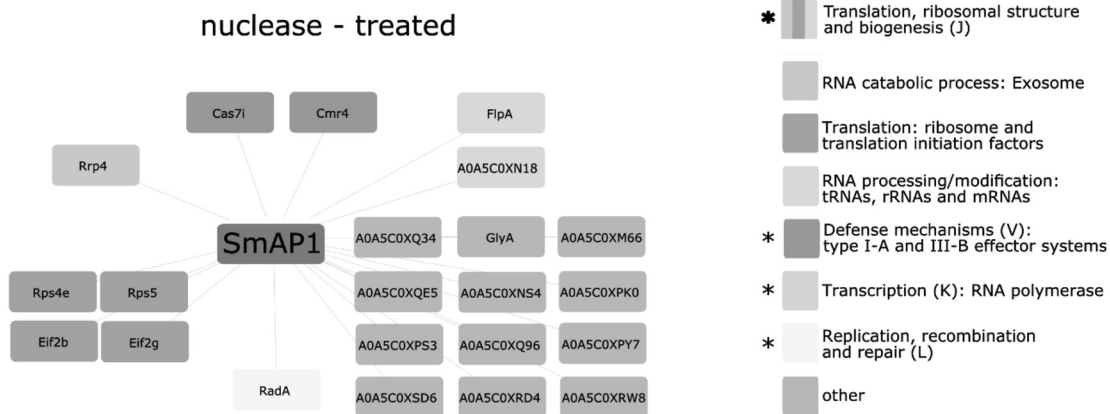 nuclease - treated
Cas7i
Cmr4
FlpA
Rrp4
A0A5C0XN18
SmAP1
A0A5C0XQ34
GlyA
A0A5C0XM66
Rps4e
Rps5
A0A5C0XQE5
A0A5C0XNS4
A0A5C0XPK0
Eif2b
Eif2g
A0A5C0XPS3
A0A5C0XQ96
A0A5C0XPY7
RadA
A0A5C0XSD6
A0A5C0XRD4
A0A5C0XRW8
* Translation, ribosomal structure
and biogenesis (J)
RNA catabolic process: Exosome
Translation: ribosome and
translation initiation factors
RNA processing/modification:
tRNAs, rRNAs and mRNAs
* Defense mechanisms (V):
type I-A and III-B effector systems
* Transcription (K): RNA polymerase
* Replication, recombination
and repair (L)
other